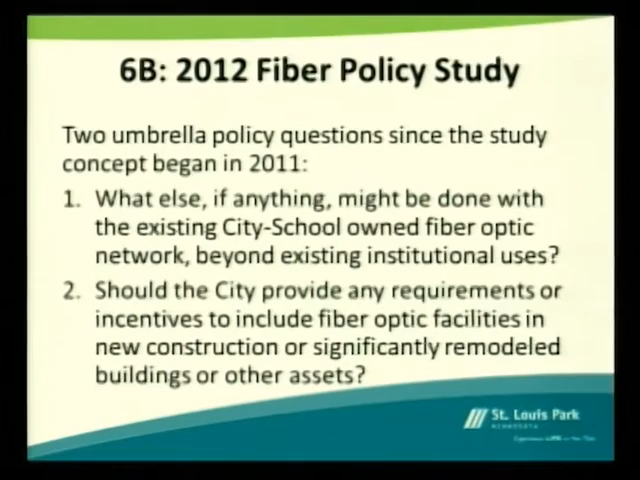 6B: 2012 Fiber Policy Study
Two umbrella policy questions since the study
concept began in 2011:
1. What else, if anything, might be done with
the existing City-School owned fiber optic
network, beyond existing institutional uses?
2. Should the City provide any requirements or
incentives to include fiber optic facilities in
new construction or significantly remodeled
buildings or other assets?
St. Louis Park
MINNESOTA